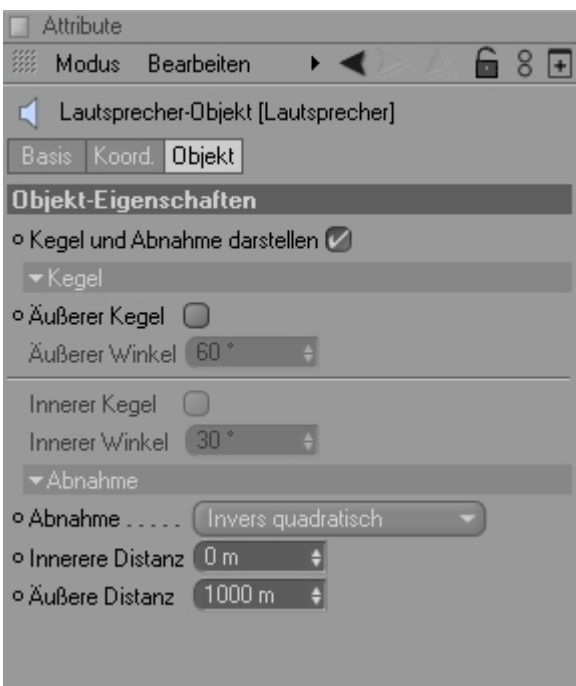 Attribute
Modus Bearbeiten
Lautsprecher-Objekt [Lautsprecher]
Basis Koord. Objekt
Objekt-Eigenschaften
Kegel und Abnahme darstellen
Kegel
Äußerer Kegel
Äußerer Winkel 60 °
Innerer Kegel
Innerer Winkel 30 °
Abnahme
Abnahme . . . . . Invers quadratisch
Innerere Distanz 0 m
Äußere Distanz 1000 m